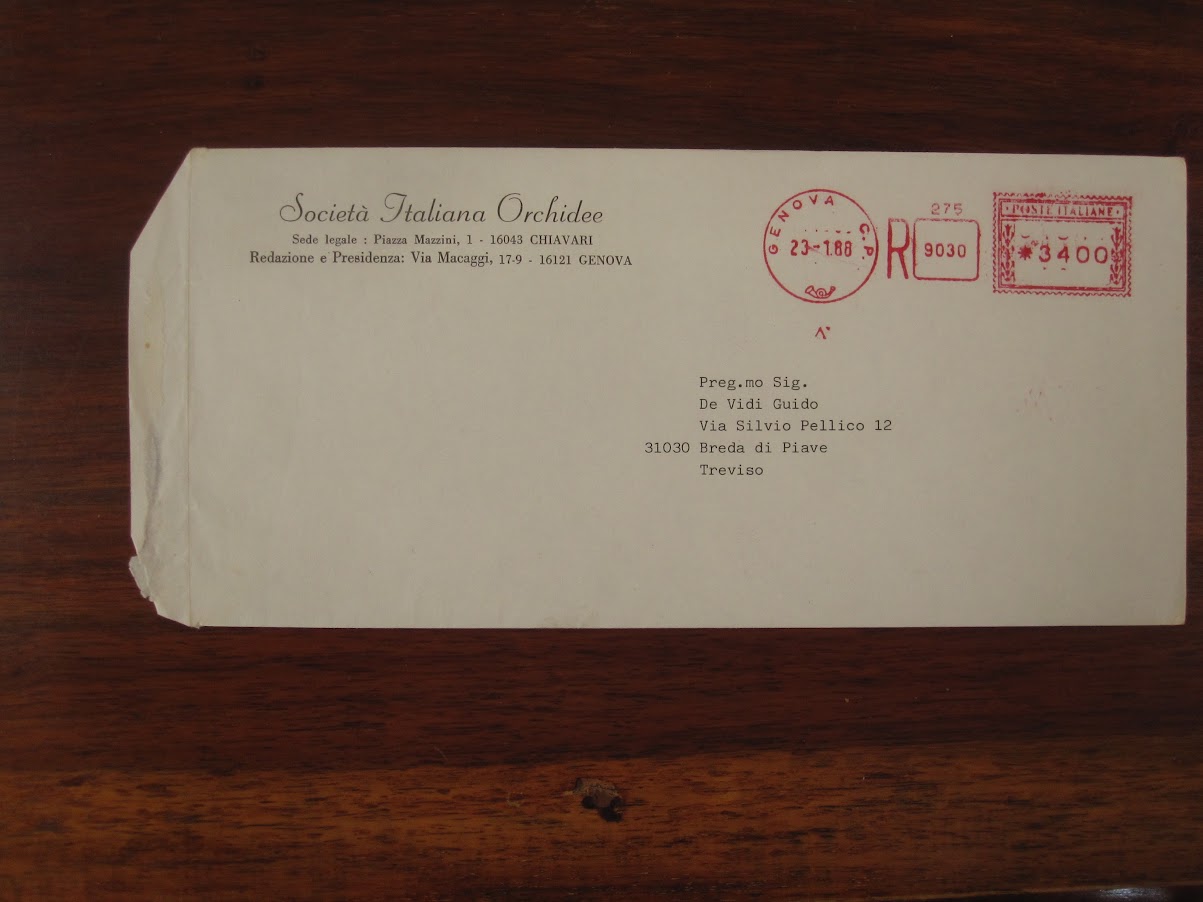 Società Italiana Orchidee
Sede legale : Piazza Mazzini, 1 - 16043 CHIAVARI
Redazione e Presidenza: Via Macaggi, 17-9 - 16121 GENOVA
GENOVA C.P.
23-1.88
275
R 9030
POSTE ITALIANE
*3400
Preg.mo Sig.
De Vidi Guido
Via Silvio Pellico 12
31030 Breda di Piave
Treviso